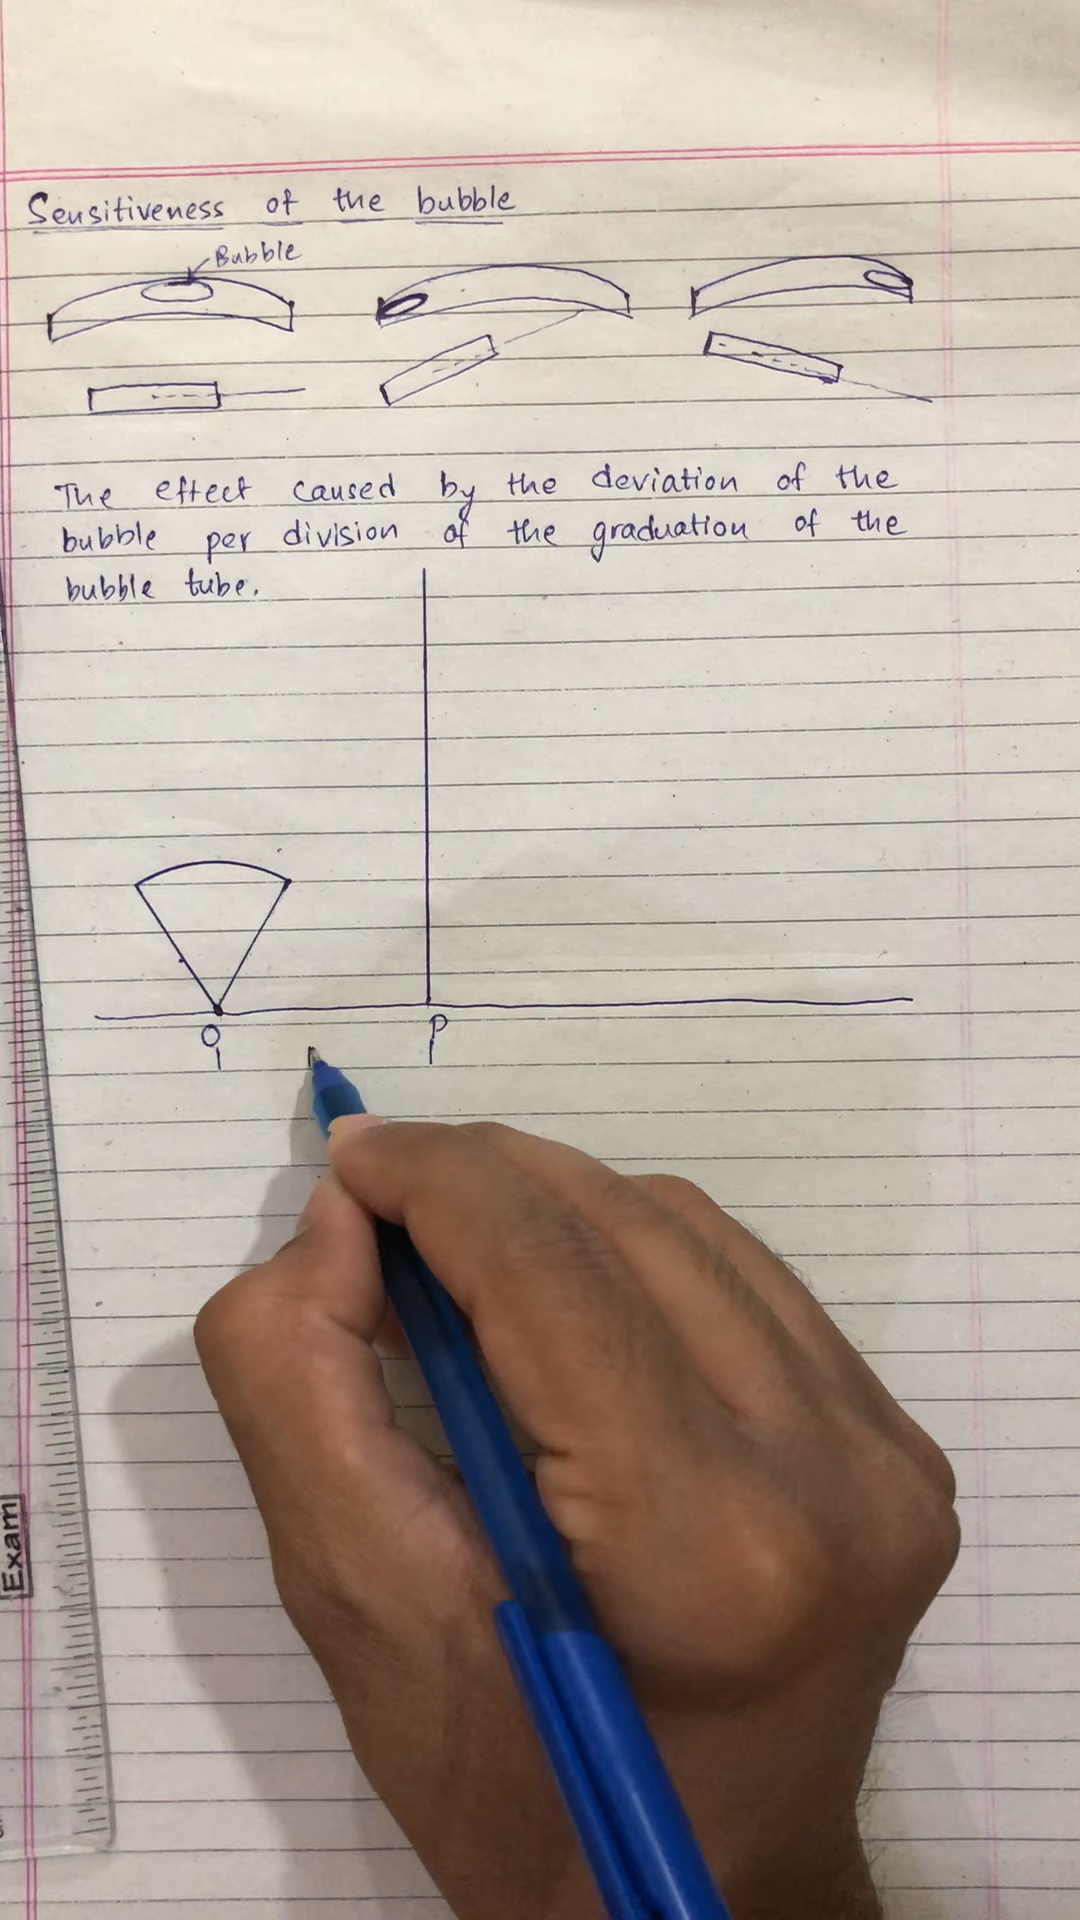 Sensitiveness of the bubble
Bubble
The effect caused by the deviation of the
bubble per division of the graduation of the
bubble tube.
O
P
Exam